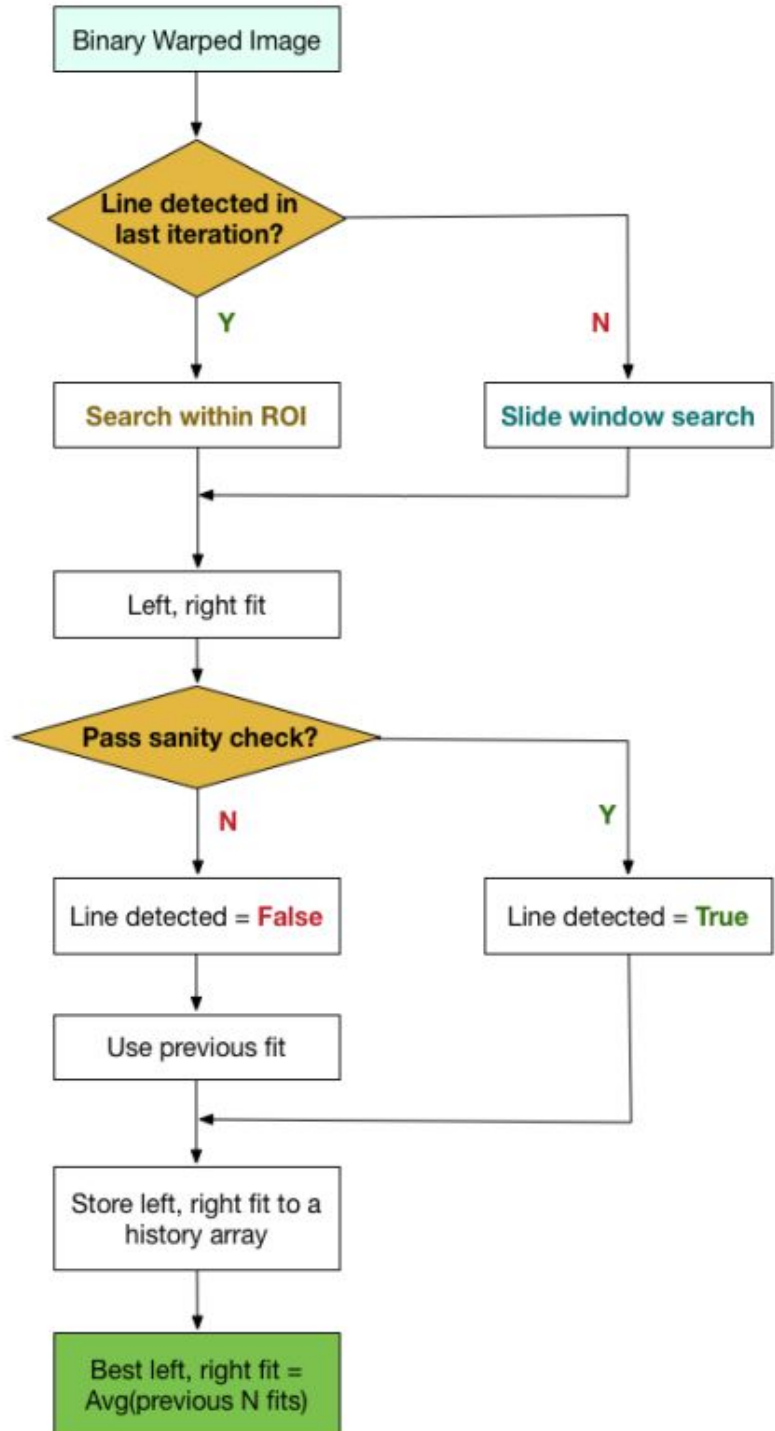 Binary Warped Image
Line detected in
last iteration?
Y
N
Search within ROI
Slide window search
Left, right fit
Pass sanity check?
N
Y
Line detected = False
Line detected = True
Use previous fit
Store left, right fit to a
history array
Best left, right fit =
Avg(previous N fits)